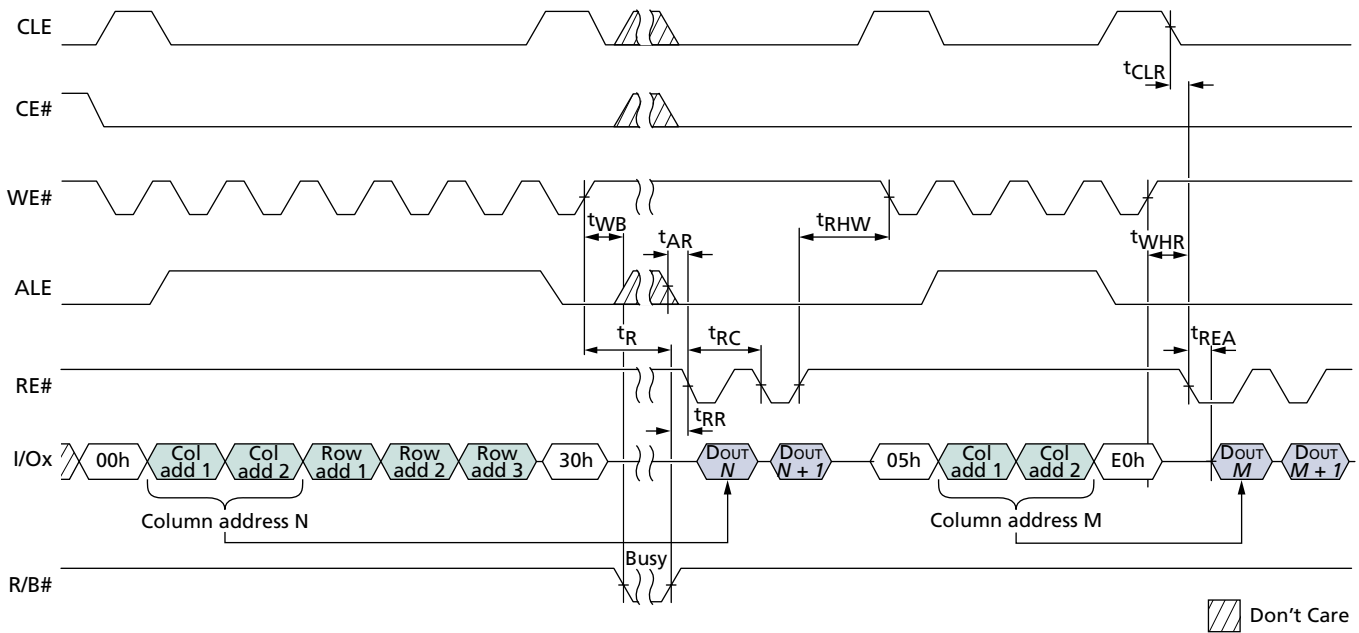 CLE
tCLR
CE#
WE#
tWB
tAR
tRHW
tWHR
ALE
tR
tRC
tREA
RE#
tRR
I/Ox
00h
Col add 1
Col add 2
Row add 1
Row add 2
Row add 3
30h
DOUT N
DOUT N + 1
05h
Col add 1
Col add 2
E0h
DOUT M
DOUT M + 1
Column address N
Column address M
Busy
R/B#
Don't Care